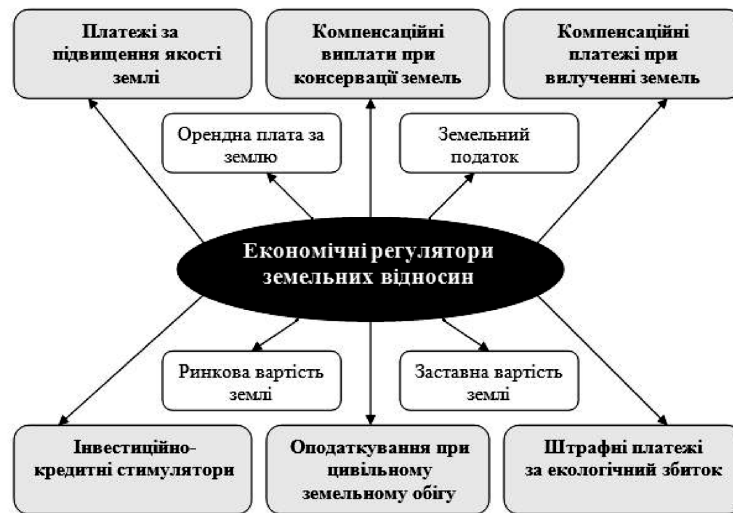 Платежі за
підвищення якості
землі
Компенсаційні
виплати при
консервації земель
Компенсаційні
платежі при
вилученні земель
Орендна плата за
землю
Земельний
податок
Економічні регулятори
земельних відносин
Ринкова вартість
землі
Заставна вартість
землі
Інвестиційно-
кредитні стимулятори
Оподаткування при
цивільному
земельному обігу
Штрафні платежі
за екологічний збиток